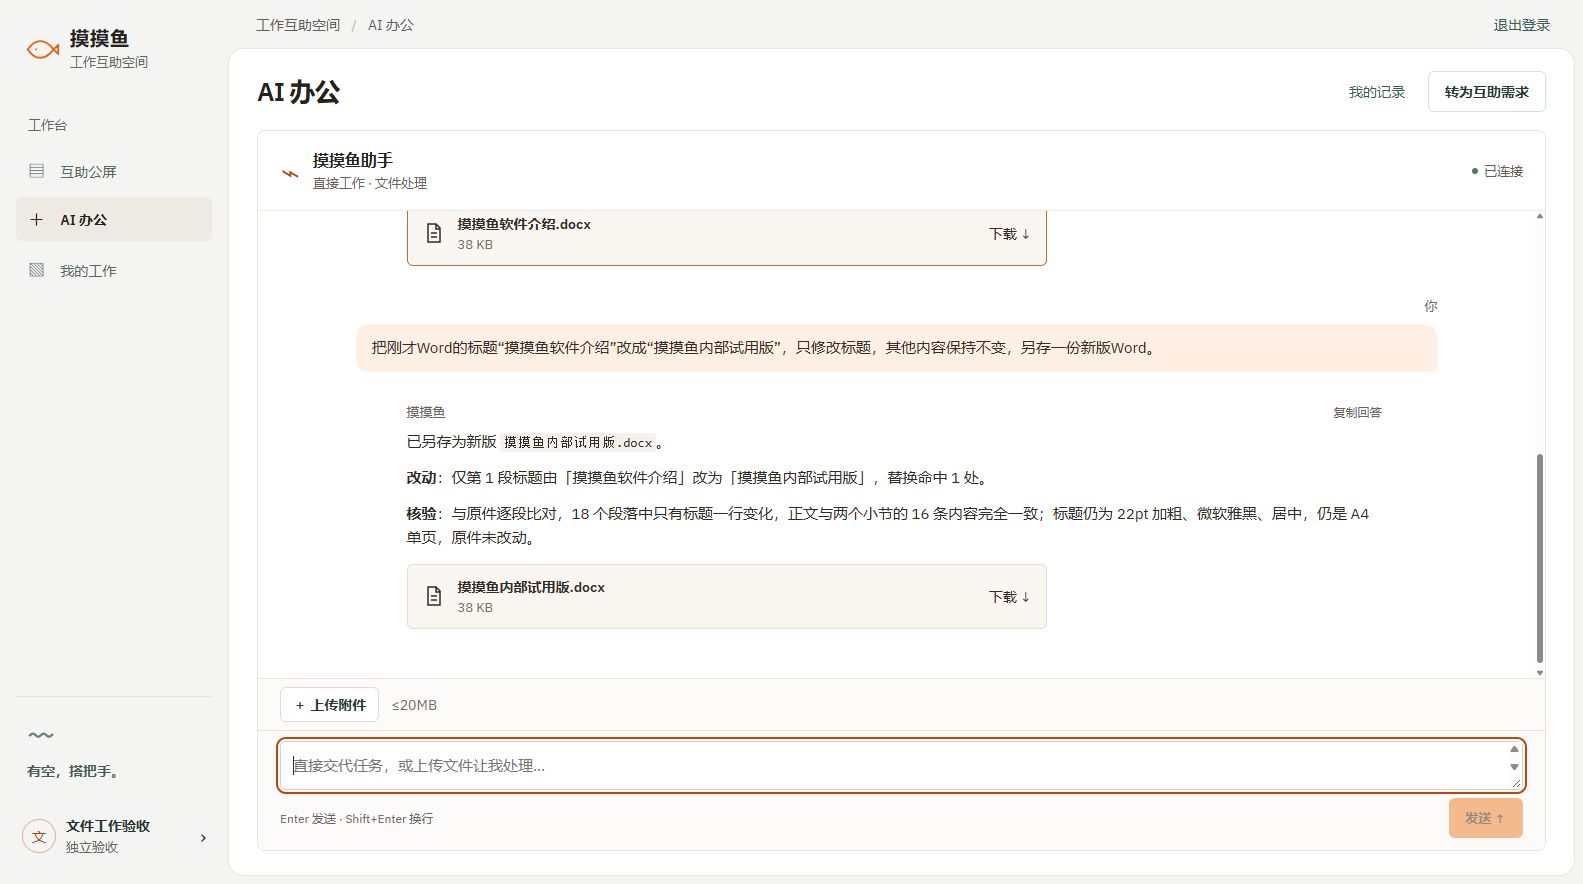 摸摸鱼
工作互助空间
工作台
互助公屏
AI 办公
我的工作
有空，搭把手。
文
文件工作验收
独立验收
工作互助空间 / AI 办公
退出登录
AI 办公
我的记录
转为互助需求
摸摸鱼助手
直接工作 · 文件处理
已连接
摸摸鱼软件介绍.docx
38 KB
下载 ↓
你
把刚才Word的标题“摸摸鱼软件介绍”改成“摸摸鱼内部试用版”，只修改标题，其他内容保持不变，另存一份新版Word。
摸摸鱼
复制回答
已另存为新版 摸摸鱼内部试用版.docx。
改动：仅第 1 段标题由「摸摸鱼软件介绍」改为「摸摸鱼内部试用版」，替换命中 1 处。
核验：与原件逐段比对，18 个段落中只有标题一行变化，正文与两个小节的 16 条内容完全一致；标题仍为 22pt 加粗、微软雅黑、居中，仍是 A4
单页，原件未改动。
摸摸鱼内部试用版.docx
38 KB
下载 ↓
+ 上传附件
≤20MB
直接交代任务，或上传文件让我处理...
Enter 发送 · Shift+Enter 换行
发送 ↑